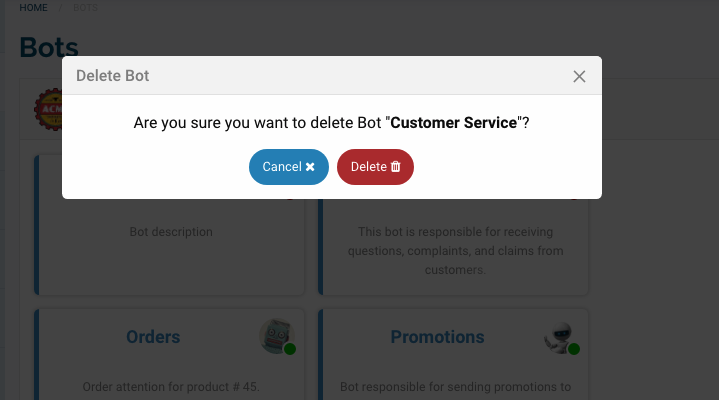 HOME / BOTS
Bots
Delete Bot
Are you sure you want to delete Bot "Customer Service"?
Cancel
Delete
Bot description
This bot is responsible for receiving
questions, complaints, and claims from
customers.
Orders
Promotions
Order attention for product # 45.
Bot responsible for sending promotions to